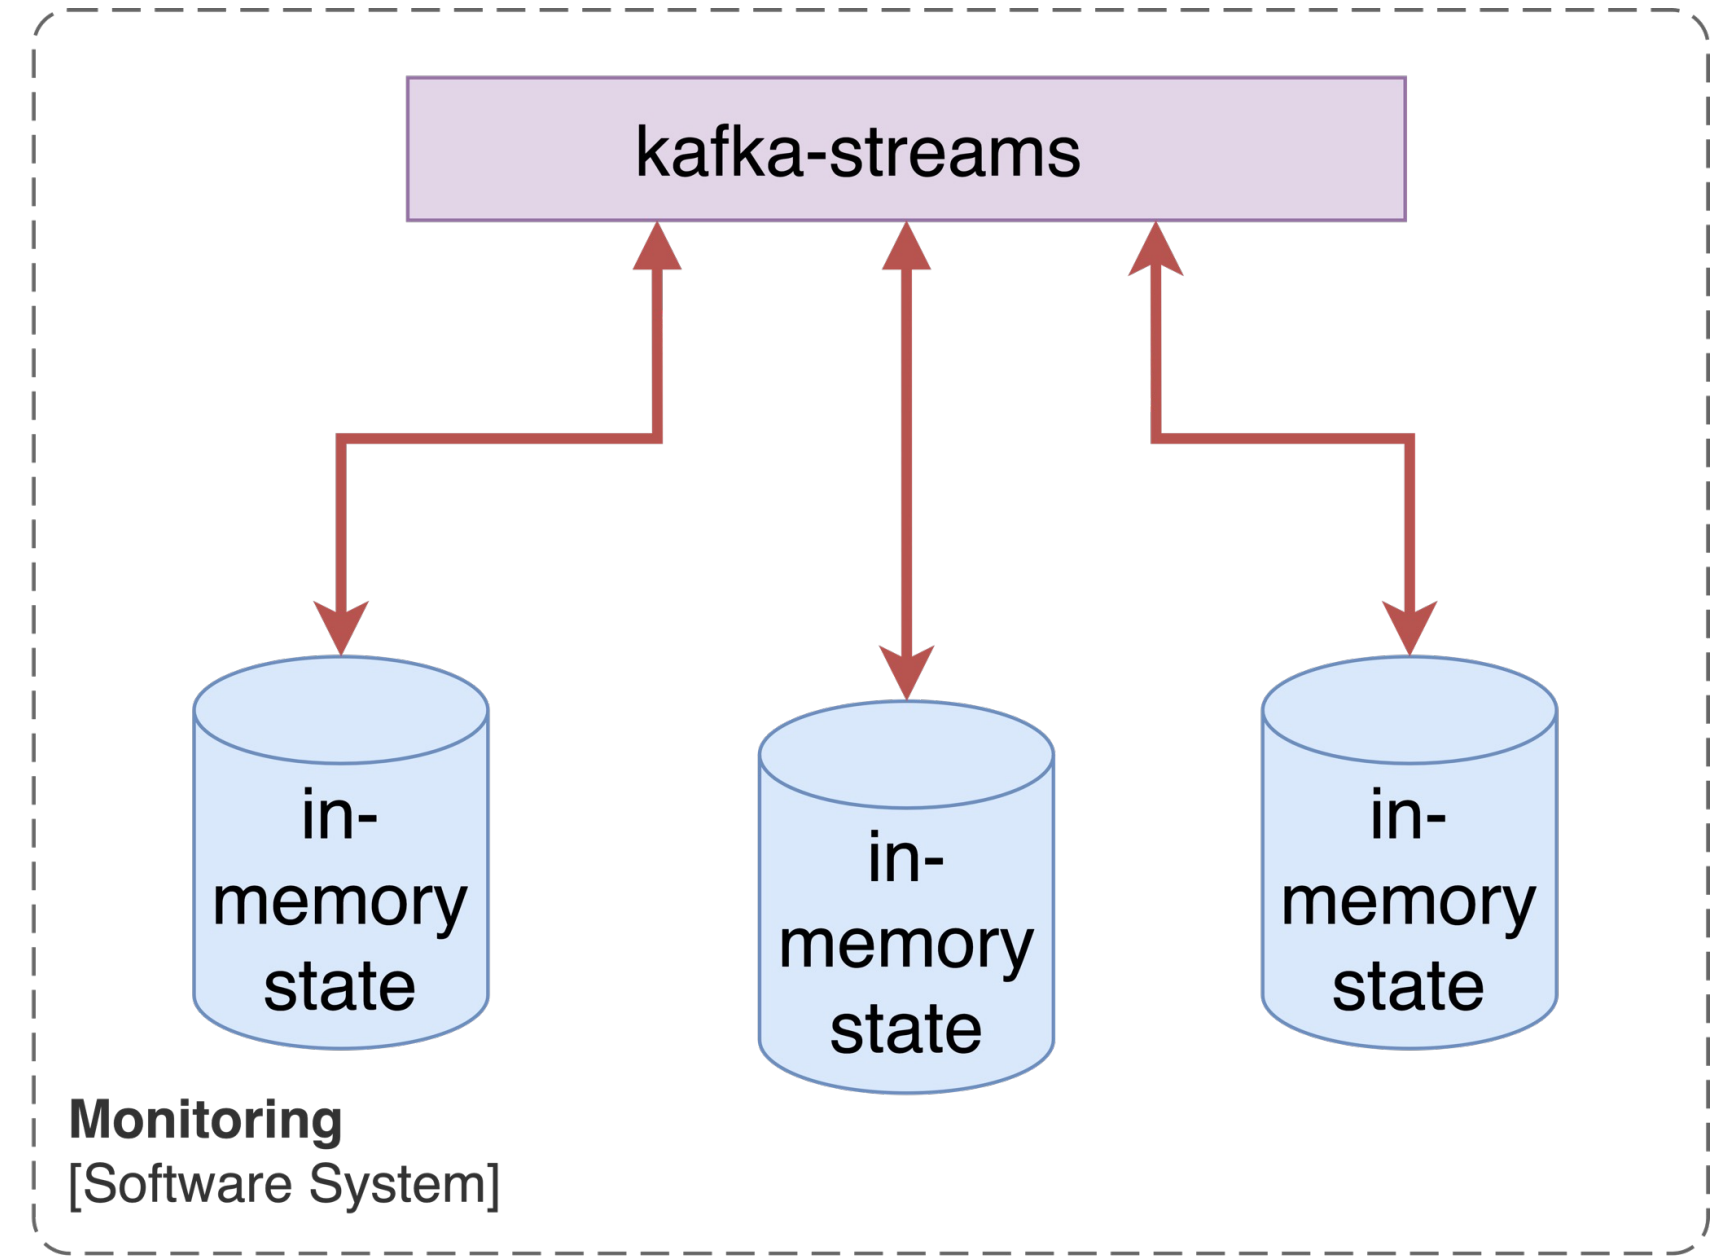 kafka-streams
in-
memory
state
in-
memory
state
in-
memory
state
Monitoring
[Software System]